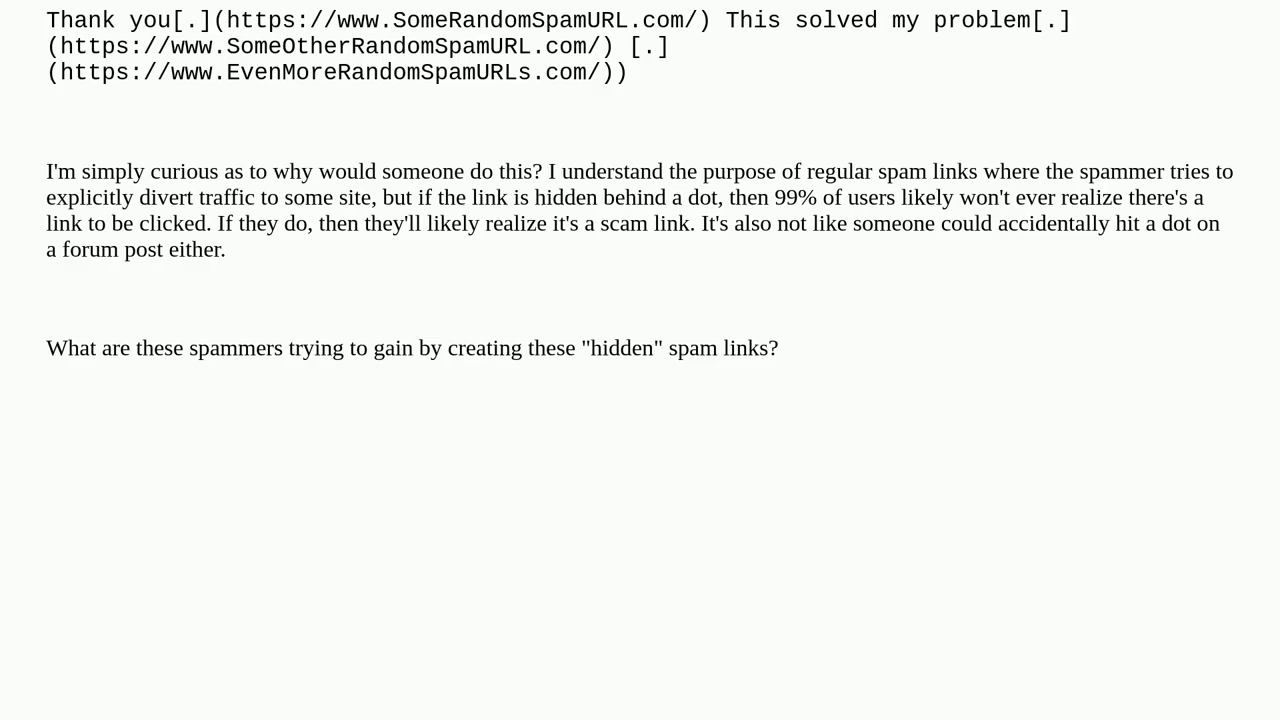 Thank you[.](https://www.SomeRandomSpamURL.com/) This solved my problem[.]
(https://www.SomeOtherRandomSpamURL.com/) [.]
(https://www.EvenMoreRandomSpamURLs.com/))
I'm simply curious as to why would someone do this? I understand the purpose of regular spam links where the spammer tries to
explicitly divert traffic to some site, but if the link is hidden behind a dot, then 99% of users likely won't ever realize there's a
link to be clicked. If they do, then they'll likely realize it's a scam link. It's also not like someone could accidentally hit a dot on
a forum post either.
What are these spammers trying to gain by creating these "hidden" spam links?